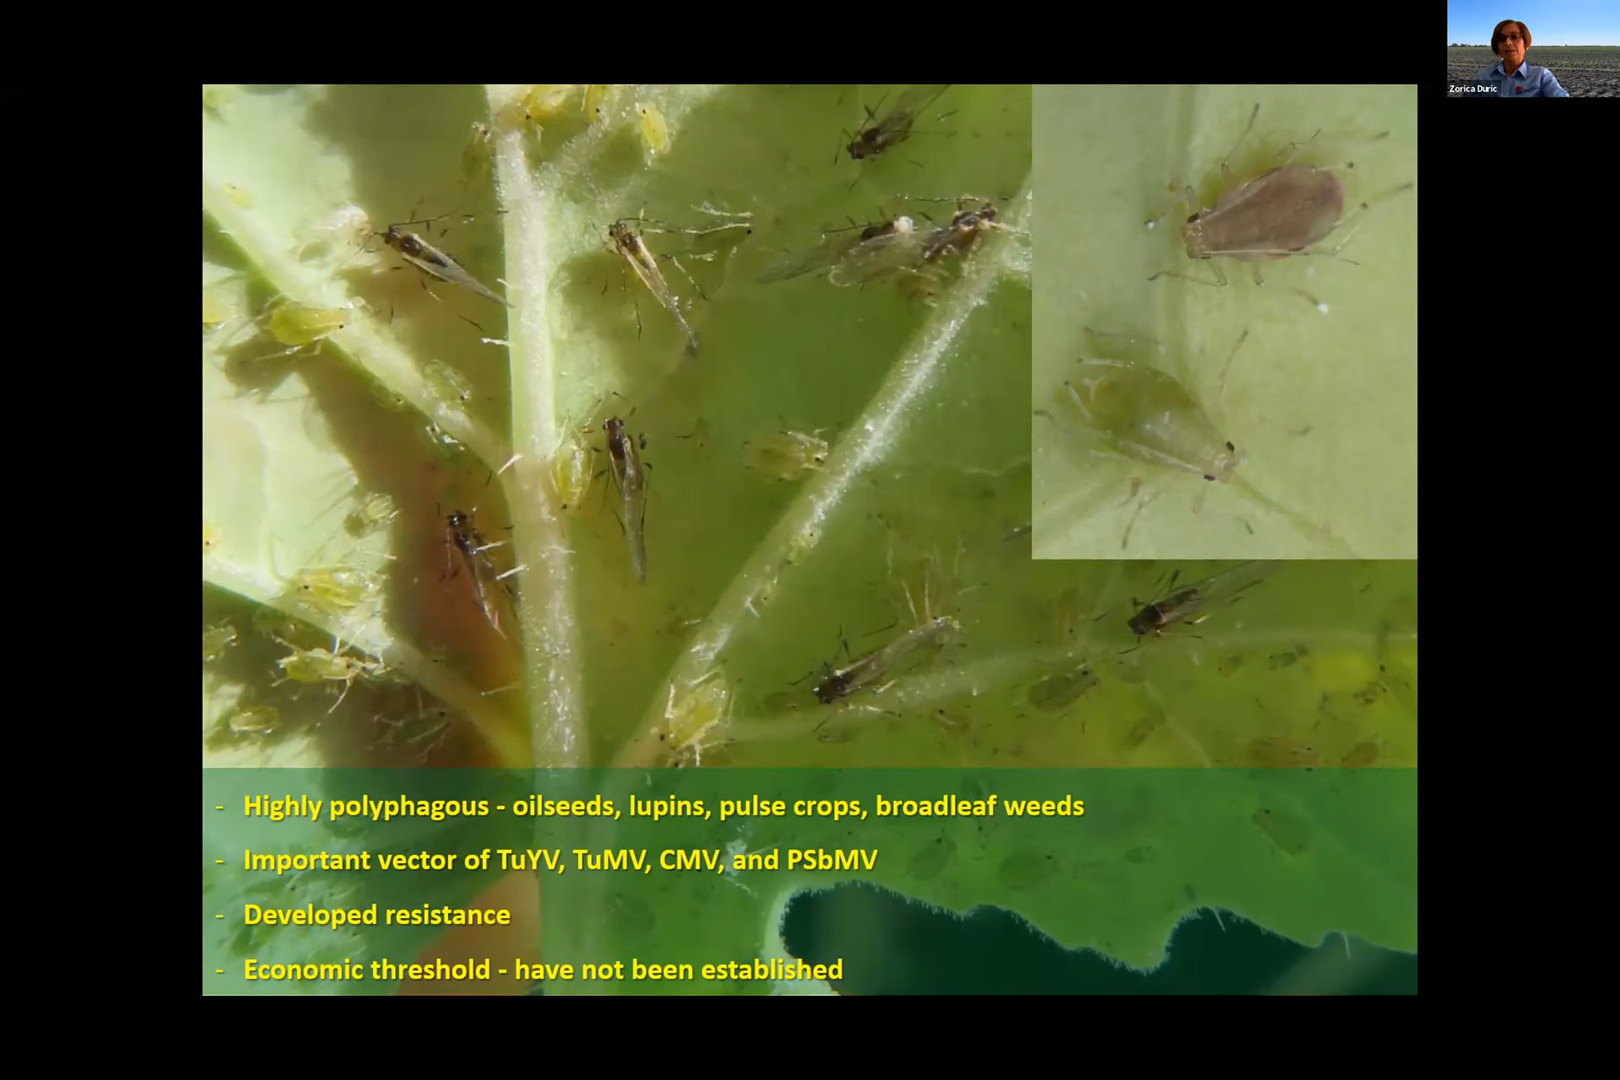 Zorica Duric
- Highly polyphagous - oilseeds, lupins, pulse crops, broadleaf weeds
- Important vector of TuYV, TuMV, CMV, and PSbMV
- Developed resistance
- Economic threshold - have not been established